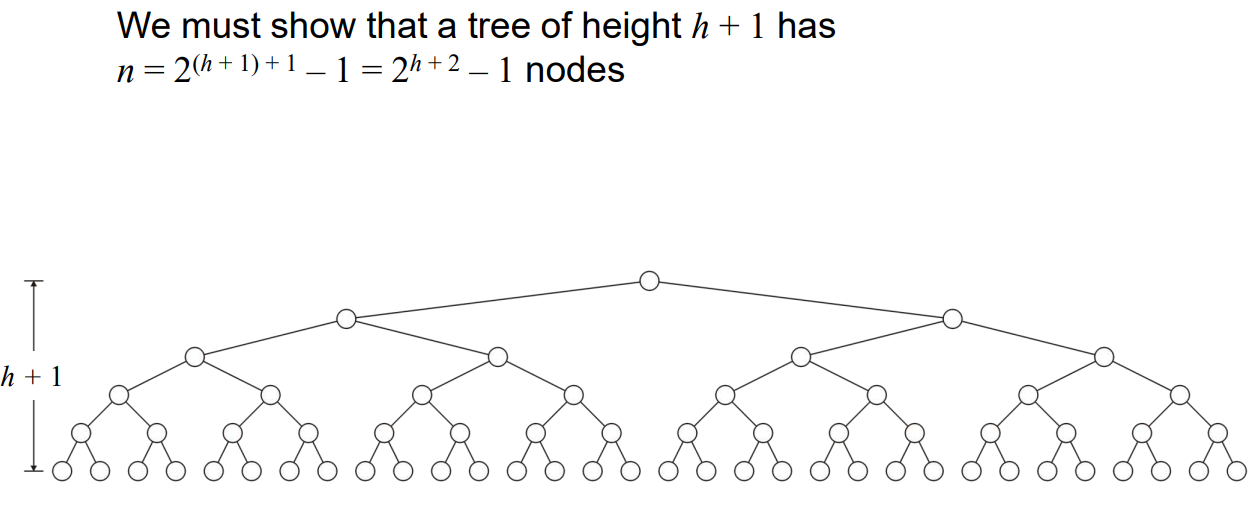 We must show that a tree of height h + 1 has
n = 2^(h + 1) + 1 – 1 = 2^h + 2 – 1 nodes
h + 1